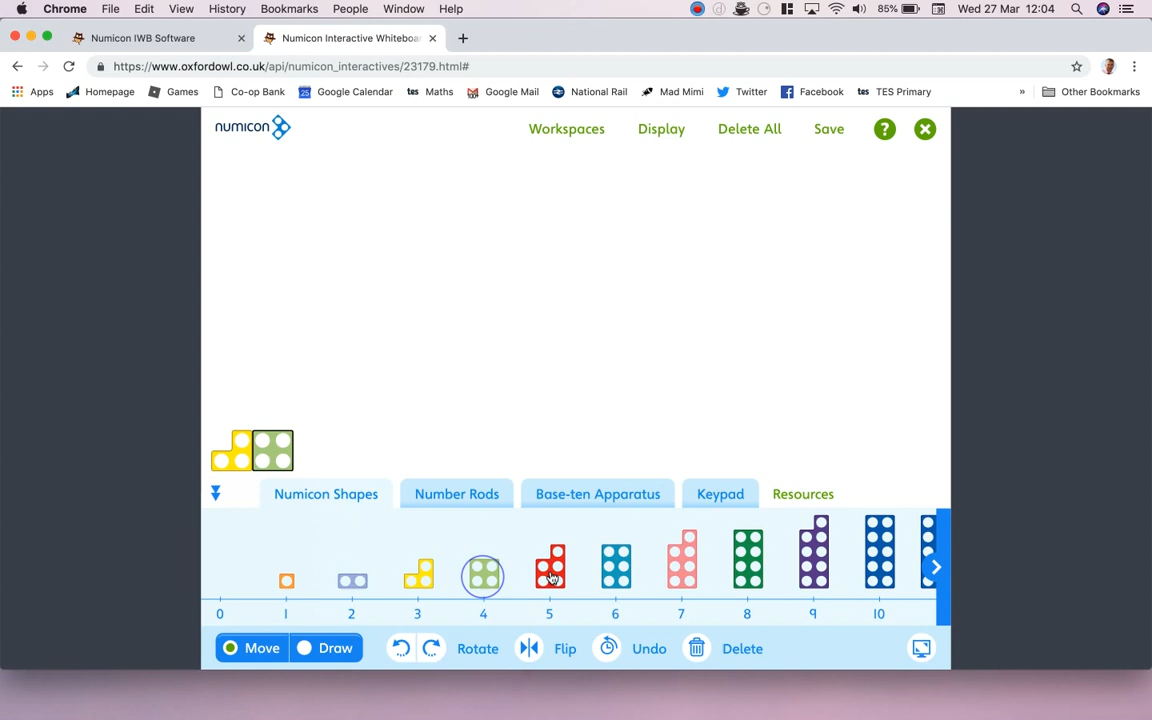 Chrome File Edit View History Bookmarks People Window Help 85% Wed 27 Mar 12:04
Numicon IWB Software Numicon Interactive Whiteboa
https://www.oxfordowl.co.uk/api/numicon_interactives/23179.html#
Apps Homepage Games Co-op Bank 25 Google Calendar tes Maths Google Mail National Rail Mad Mimi Twitter Facebook tes TES Primary » Other Bookmarks
numicon Workspaces Display Delete All Save ?
Numicon Shapes Number Rods Base-ten Apparatus Keypad Resources
0 1 2 3 4 5 6 7 8 9 10
Move Draw Rotate Flip Undo Delete